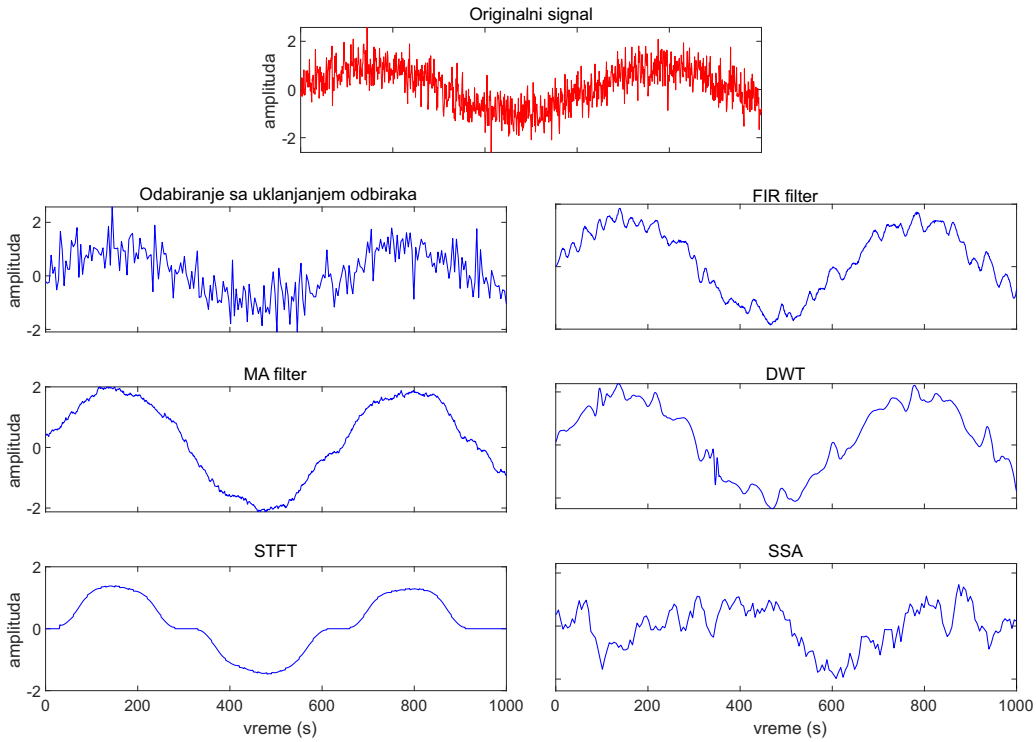 Originalni signal
amplituda
2
0
-2
Odabiranje sa uklanjanjem odbiraka
amplituda
2
0
-2
FIR filter
MA filter
amplituda
2
0
-2
DWT
STFT
amplituda
2
0
-2
0 200 400 600 800 1000
vreme (s)
SSA
0 200 400 600 800 1000
vreme (s)